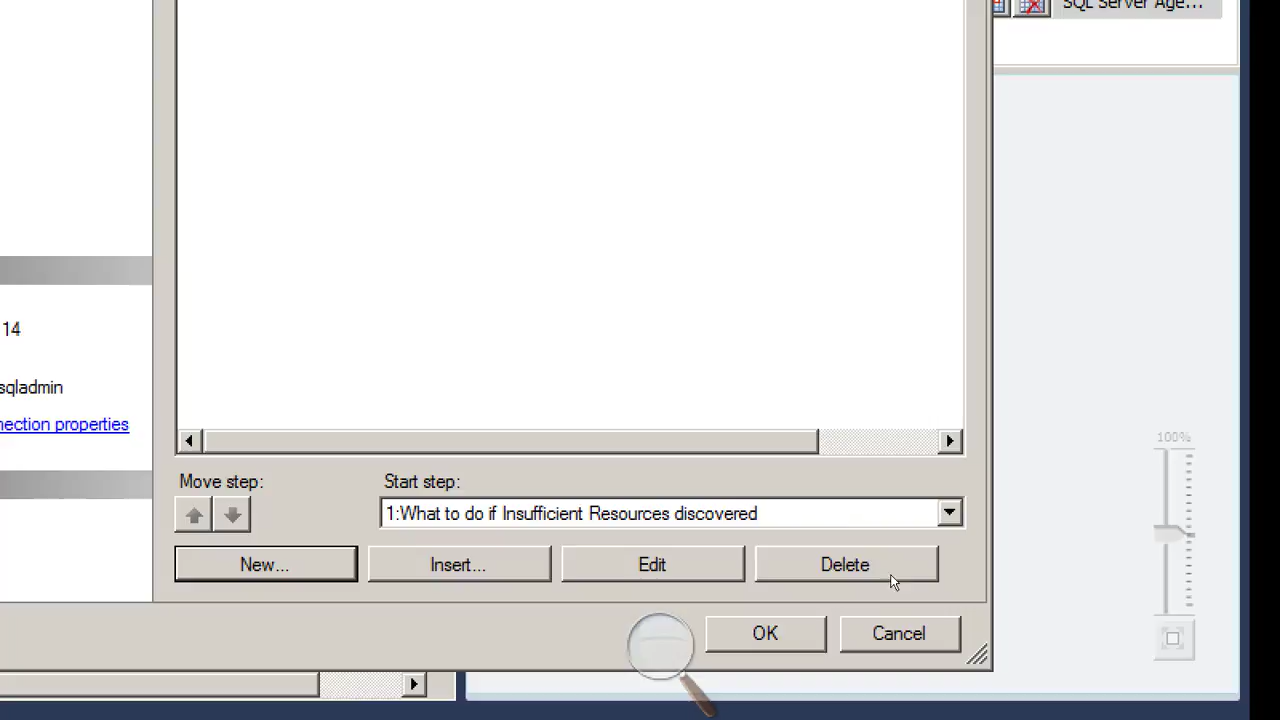 SQL Server Age...
14
sqladmin
nection properties
100%
Move step:
Start step:
1:What to do if Insufficient Resources discovered
New...
Insert...
Edit
Delete
OK
Cancel